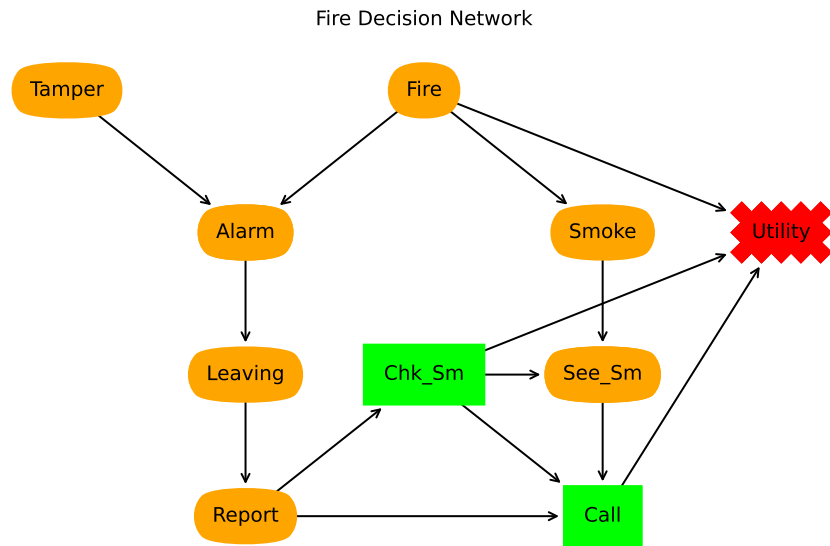 Fire Decision Network
Tamper
Fire
Alarm
Smoke
Utility
Leaving
Chk_Sm
See_Sm
Report
Call